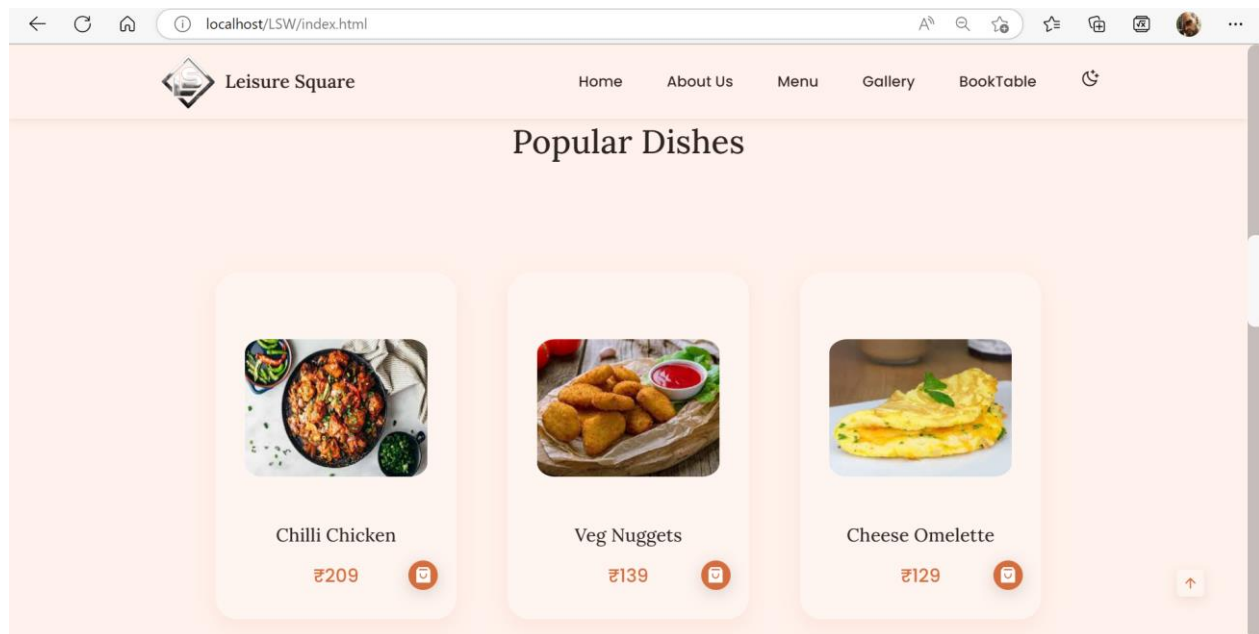 localhost/LSW/index.html
Leisure Square
Home About Us Menu Gallery BookTable
Popular Dishes
Chilli Chicken Veg Nuggets Cheese Omelette
₹209 ₹139 ₹129